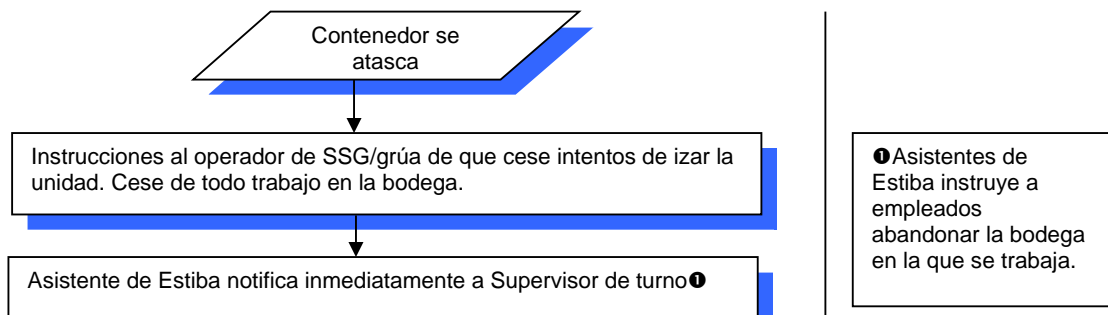 Contenedor se
atasca
Instrucciones al operador de SSG/grúa de que cese intentos de izar la
unidad. Cese de todo trabajo en la bodega.
Asistente de Estiba notifica inmediatamente a Supervisor de turno❶
❶Asistentes de
Estiba instruye a
empleados
abandonar la bodega
en la que se trabaja.